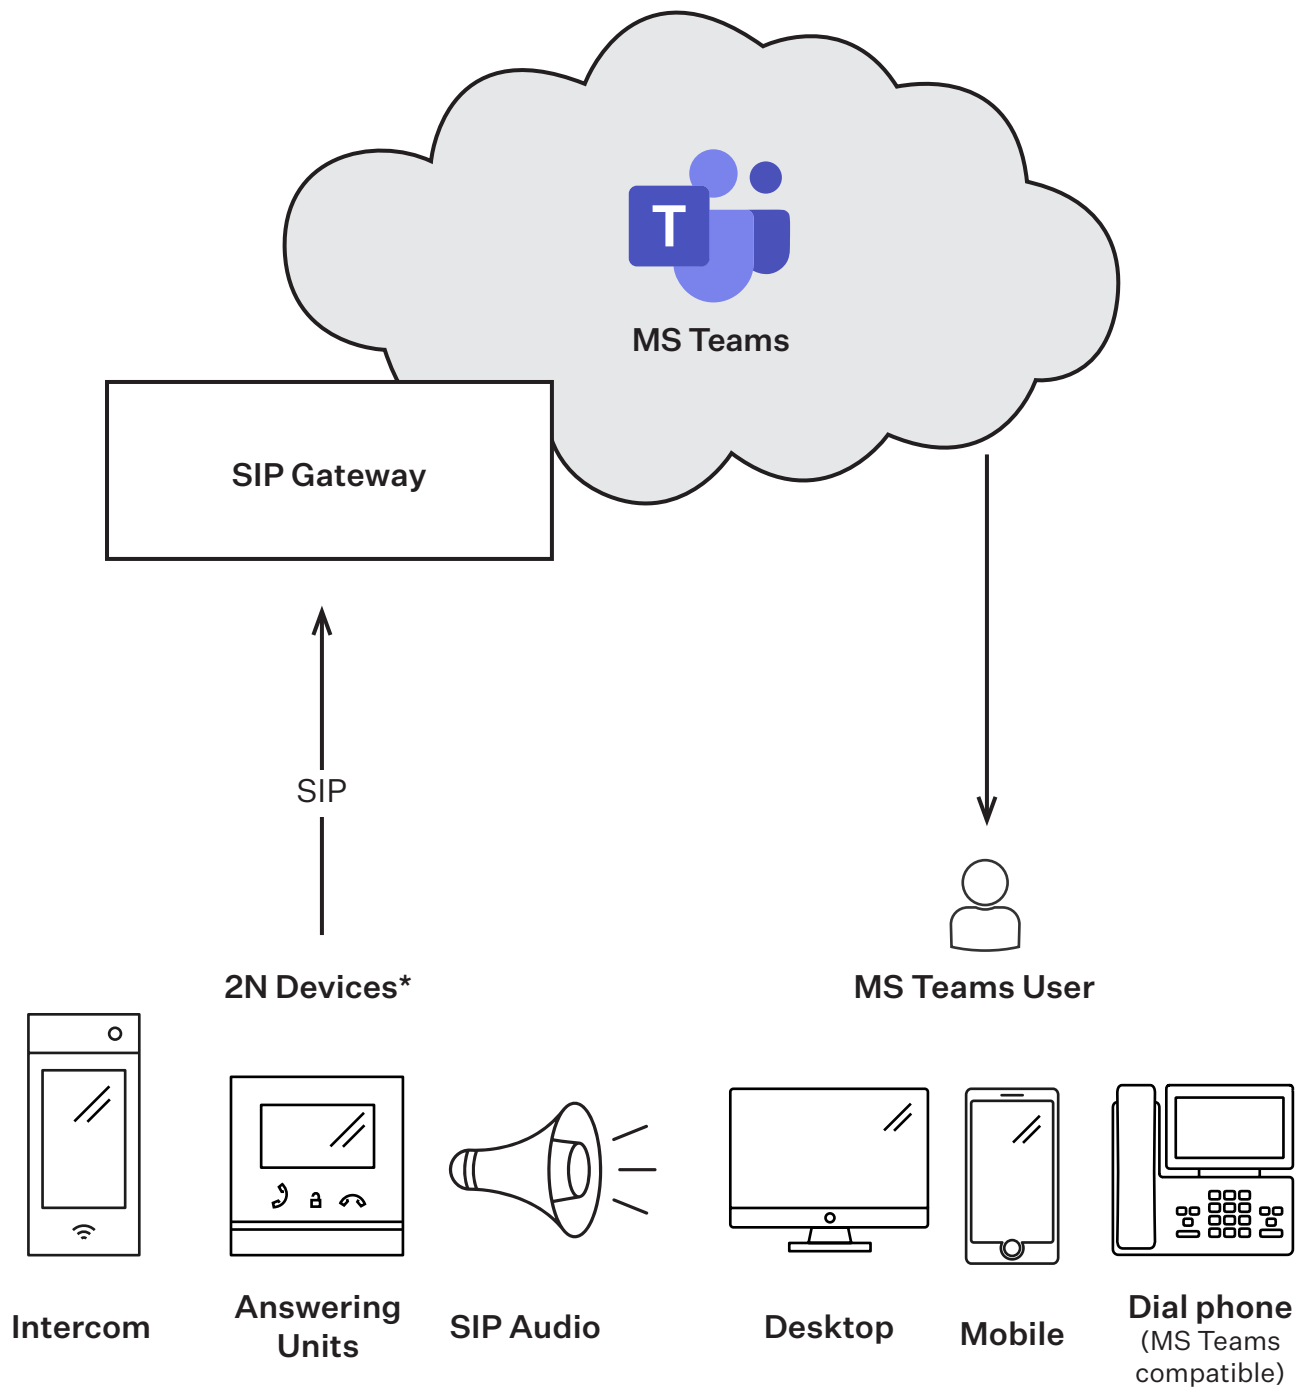 T
MS Teams
SIP Gateway
SIP
2N Devices*
MS Teams User
Intercom
Answering
Units
SIP Audio
Desktop
Mobile
Dial phone
(MS Teams
compatible)